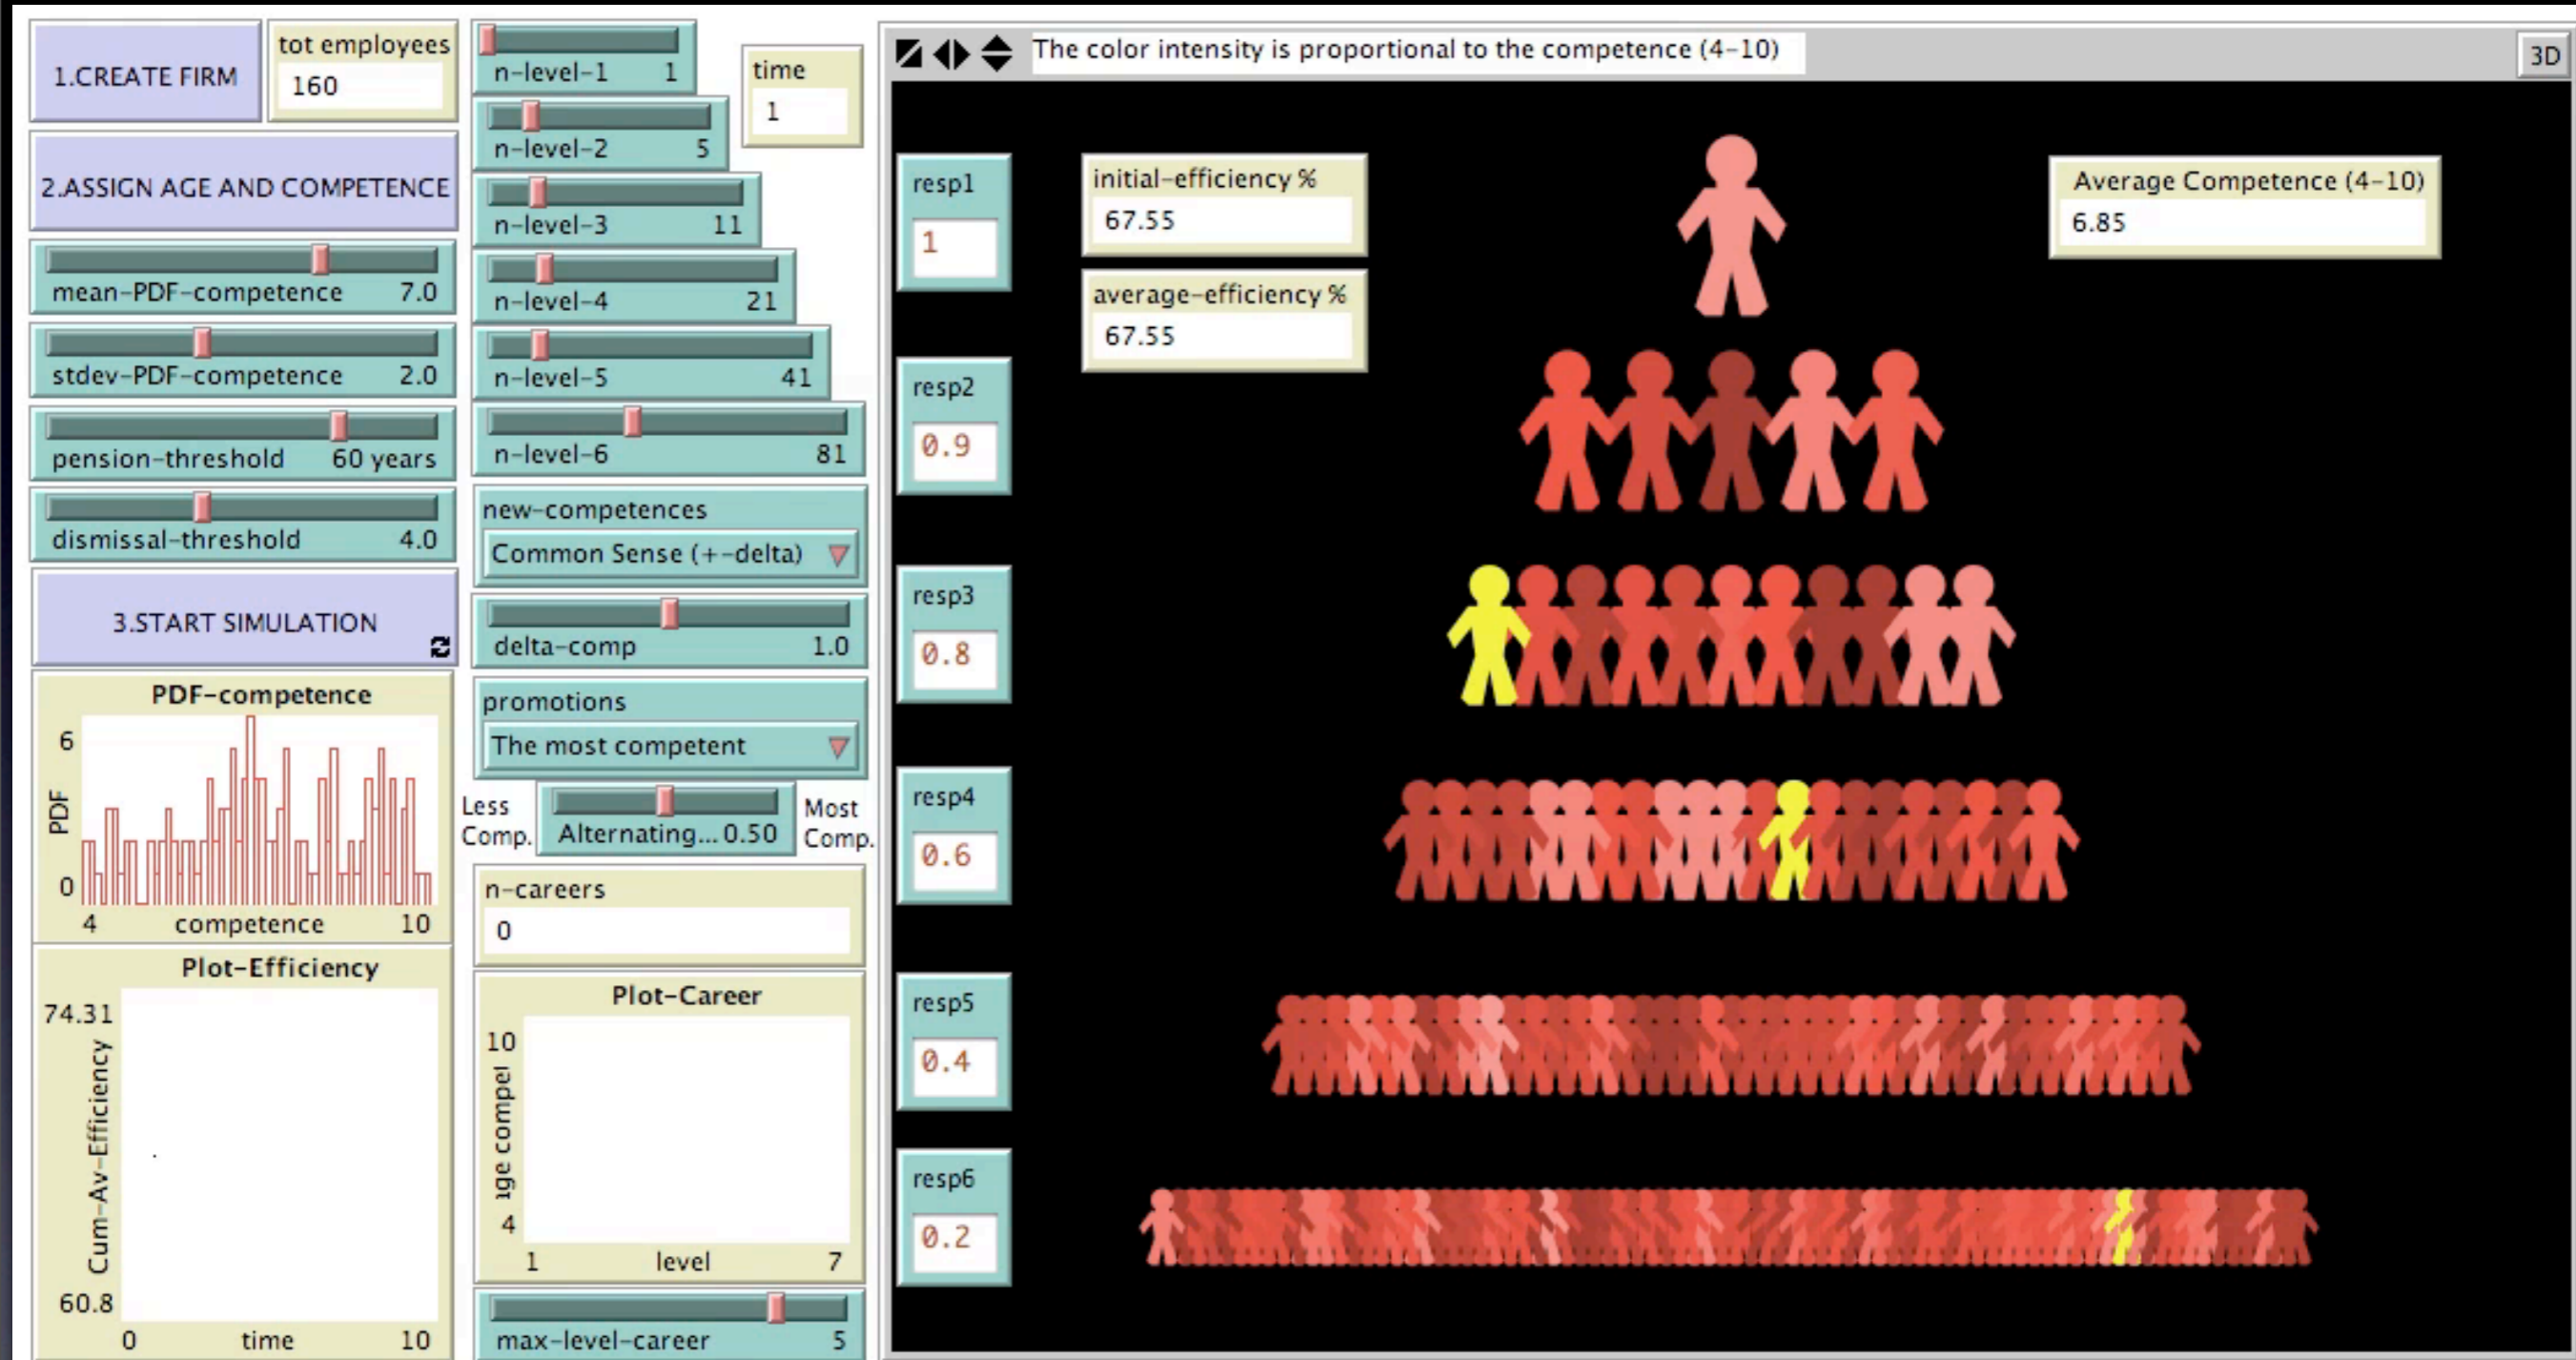 1.CREATE FIRM
tot employees
160
2.ASSIGN AGE AND COMPETENCE
mean-PDF-competence 7.0
stdev-PDF-competence 2.0
pension-threshold 60 years
dismissal-threshold 4.0
3.START SIMULATION
PDF-competence
6
PDF
0
4 competence 10
Plot-Efficiency
74.31
Cum-Av-Efficiency
60.8
0 time 10
n-level-1 1
n-level-2 5
n-level-3 11
n-level-4 21
n-level-5 41
n-level-6 81
time
1
new-competences
Common Sense (+-delta)
delta-comp 1.0
promotions
The most competent
Less
Comp.
Alternating... 0.50
Most
Comp.
n-careers
0
Plot-Career
10
ige compel
4
1 level 7
max-level-career 5
The color intensity is proportional to the competence (4-10)
3D
resp1
1
resp2
0.9
resp3
0.8
resp4
0.6
resp5
0.4
resp6
0.2
initial-efficiency %
67.55
average-efficiency %
67.55
Average Competence (4-10)
6.85